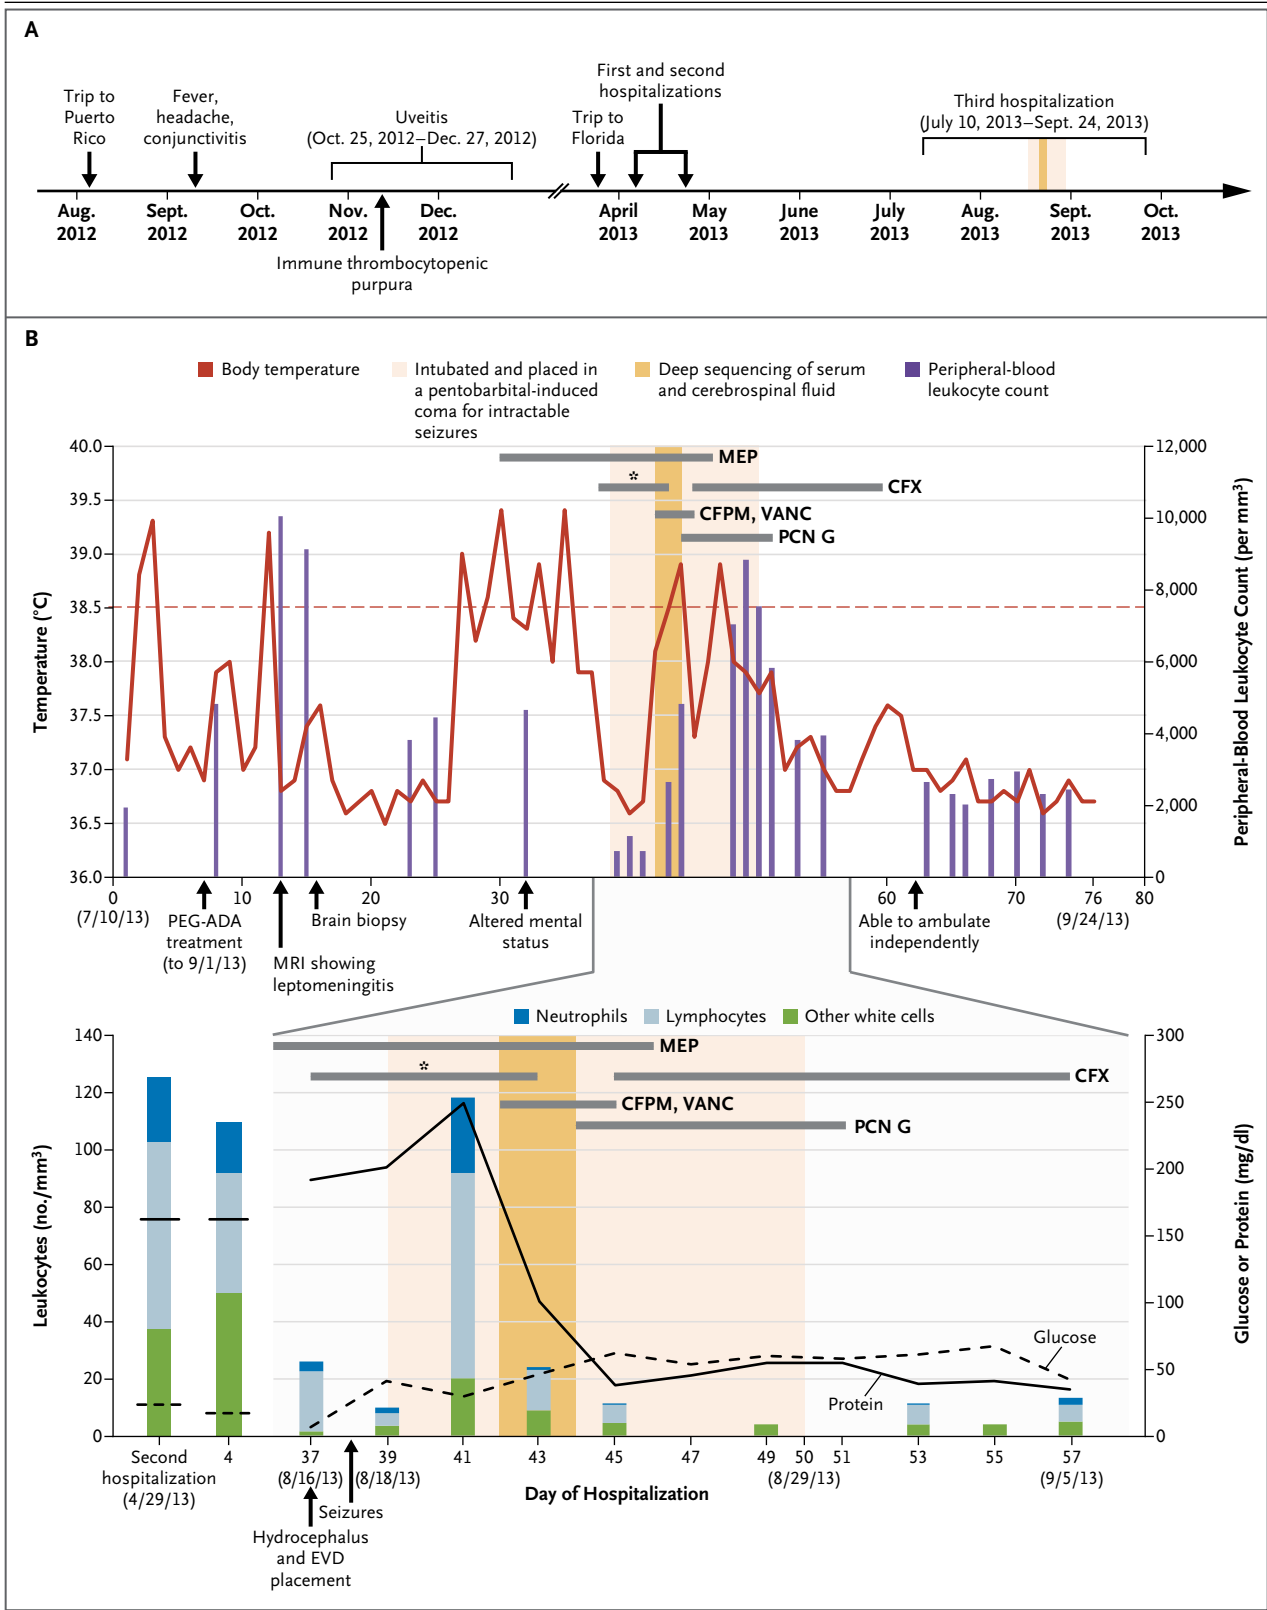 A
Trip to
Puerto
Rico
Fever,
headache,
conjunctivitis
Uveitis
(Oct. 25, 2012–Dec. 27, 2012)
First and second
hospitalizations
Trip to
Florida
Third hospitalization
(July 10, 2013–Sept. 24, 2013)
Aug.
2012
Sept.
2012
Oct.
2012
Nov.
2012
Dec.
2012
April
2013
May
2013
June
2013
July
2013
Aug.
2013
Sept.
2013
Oct.
2013
Immune thrombocytopenic
purpura
B
Body temperature
Intubated and placed in
a pentobarbital-induced
coma for intractable
seizures
Deep sequencing of serum
and cerebrospinal fluid
Peripheral-blood
leukocyte count
Temperature (°C)
40.0
39.5
39.0
38.5
38.0
37.5
37.0
36.5
36.0
MEP
*
CFX
CFPM, VANC
PCN G
12,000
10,000
8,000
6,000
4,000
2,000
0
Peripheral-Blood Leukocyte Count (per mm³)
0
(7/10/13)
10
20
30
60
70
76
(9/24/13)
80
PEG-ADA
treatment
(to 9/1/13)
MRI showing
leptomeningitis
Brain biopsy
Altered mental
status
Able to ambulate
independently
Neutrophils
Lymphocytes
Other white cells
Leukocytes (no./mm³)
140
120
100
80
60
40
20
0
MEP
*
CFX
CFPM, VANC
PCN G
Glucose
Protein
300
250
200
150
100
50
0
Glucose or Protein (mg/dl)
Second
hospitalization
(4/29/13)
4
37
(8/16/13)
39
(8/18/13)
41
43
45
47
49
50
(8/29/13)
51
53
55
57
(9/5/13)
Day of Hospitalization
Seizures
Hydrocephalus
and EVD
placement